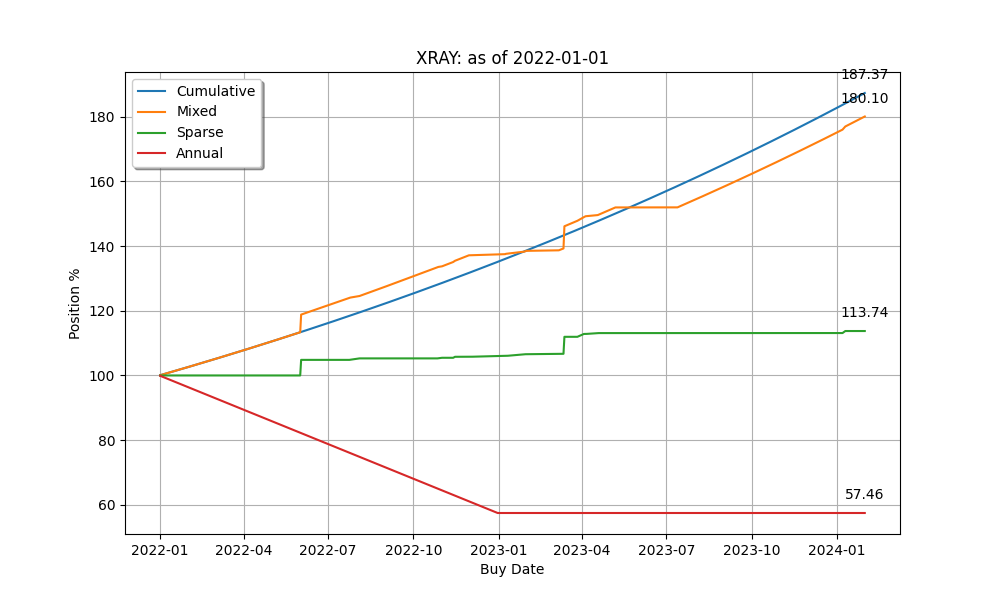 XRAY: as of 2022-01-01
187.37
180.10
Cumulative
Mixed
Sparse
Annual
180
160
140
120
100
80
60
Position %
113.74
57.46
2022-01 2022-04 2022-07 2022-10 2023-01 2023-04 2023-07 2023-10 2024-01
Buy Date